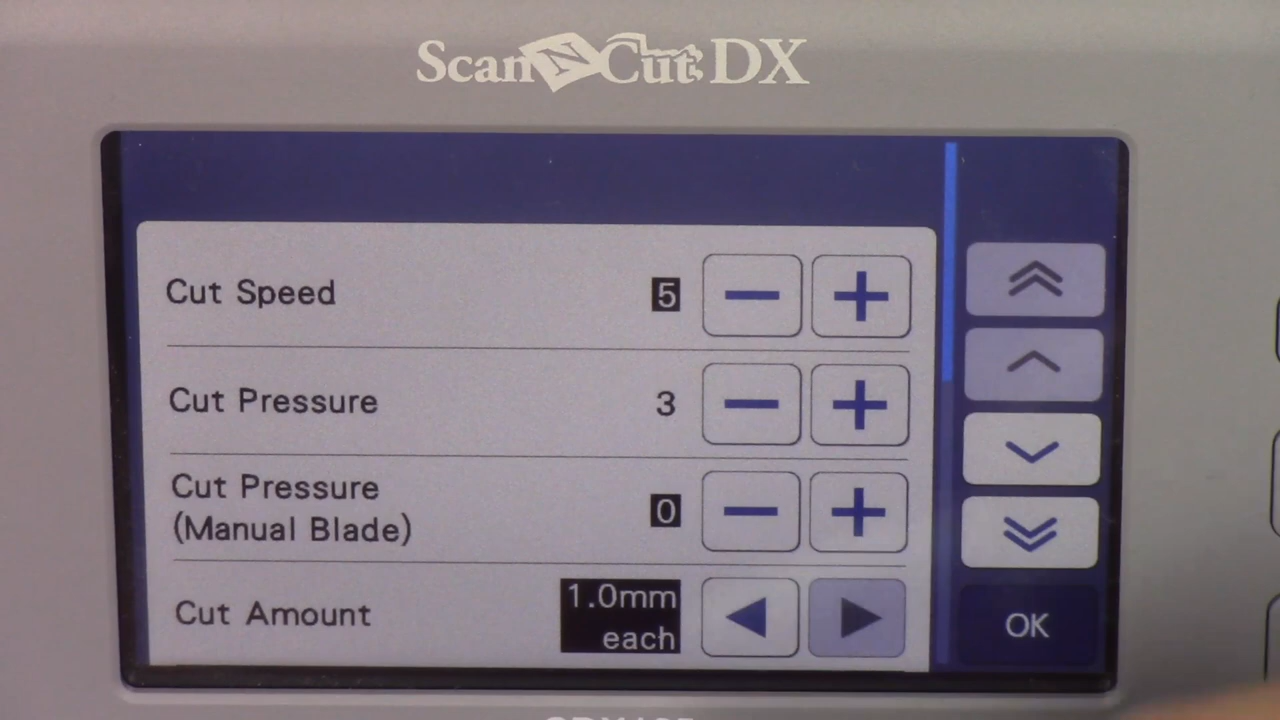 ScanNCut DX
Cut Speed 5
Cut Pressure 3
Cut Pressure
(Manual Blade) 0
Cut Amount 1.0mm
each
OK